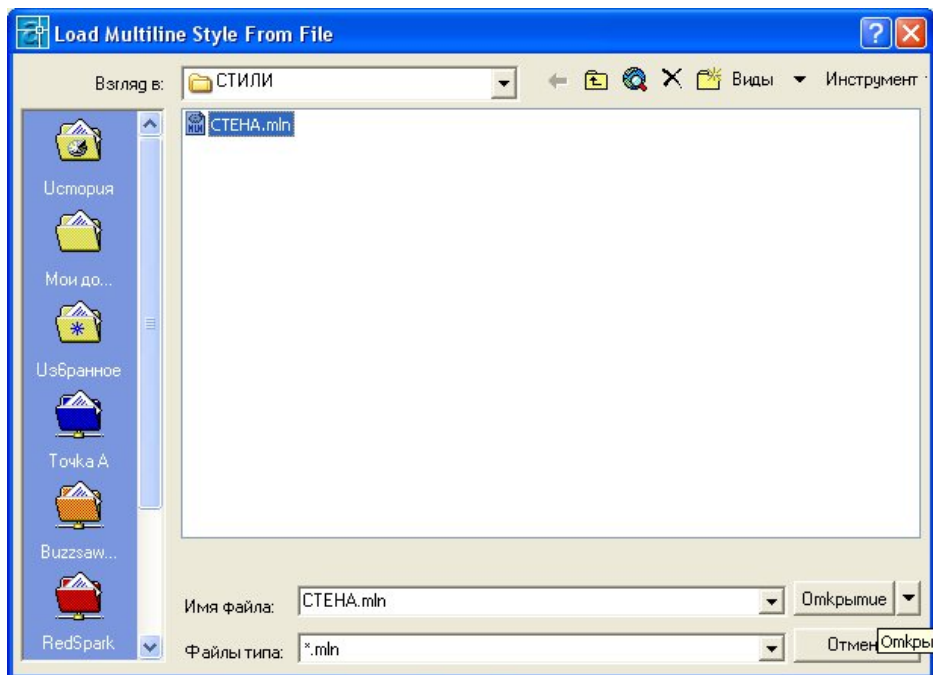 Load Multiline Style From File
Взгляд в: СТИЛИ Виды Инструмент
СТЕНА.mln
История
Мои до...
Избранное
Точка А
Buzzsaw...
RedSpark
Имя файла: СТЕНА.mln Открытие
Файлы типа: *.mln Отмен Откры